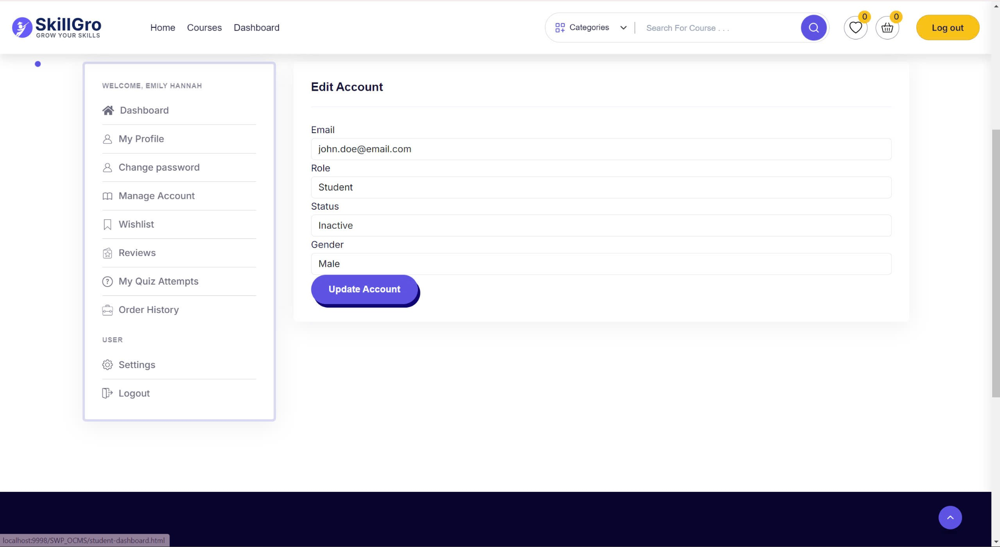 SkillGro
GROW YOUR SKILLS
Home Courses Dashboard
Categories
Search For Course . . .
0
0
Log out
WELCOME, EMILY HANNAH
Dashboard
My Profile
Change password
Manage Account
Wishlist
Reviews
My Quiz Attempts
Order History
USER
Settings
Logout
Edit Account
Email
john.doe@email.com
Role
Student
Status
Inactive
Gender
Male
Update Account
localhost:9998/SWP_OCMS/student-dashboard.html